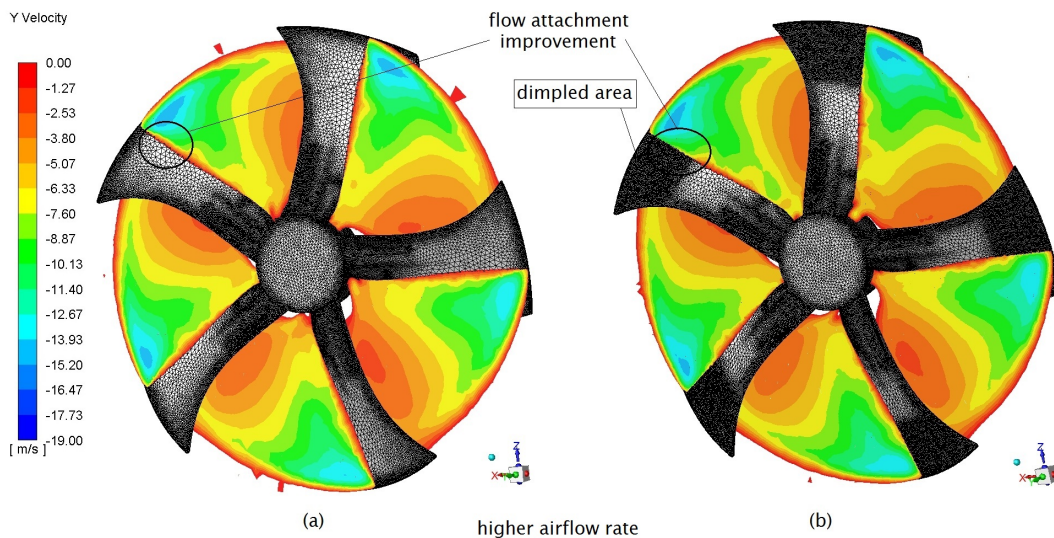 Y Velocity
0.00
-1.27
-2.53
-3.80
-5.07
-6.33
-7.60
-8.87
-10.13
-11.40
-12.67
-13.93
-15.20
-16.47
-17.73
-19.00
[ m/s ]
flow attachment
improvement
dimpled area
Z
X
Z
X
(a)
higher airflow rate
(b)